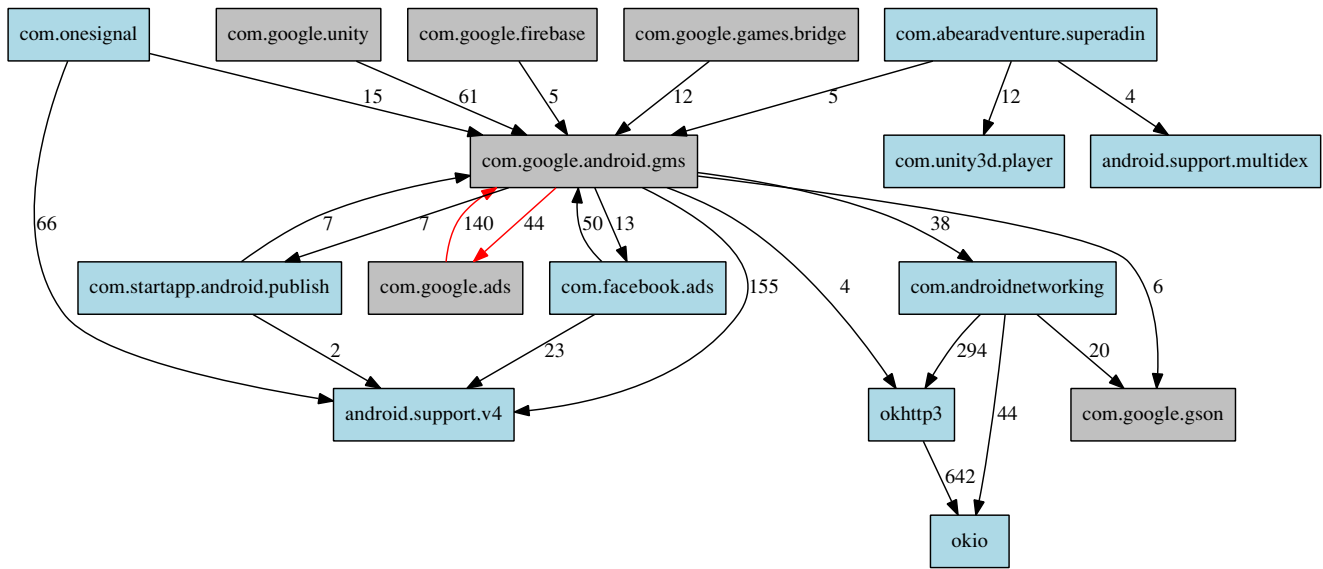 com.onesignal
com.google.unity
com.google.firebase
com.google.games.bridge
com.abearadventure.superadin
15
61
5
12
5
12
4
com.google.android.gms
com.unity3d.player
android.support.multidex
66
7
7
140
44
50
13
38
com.startapp.android.publish
com.google.ads
com.facebook.ads
155
4
com.androidnetworking
6
2
23
294
20
android.support.v4
okhttp3
44
com.google.gson
642
okio